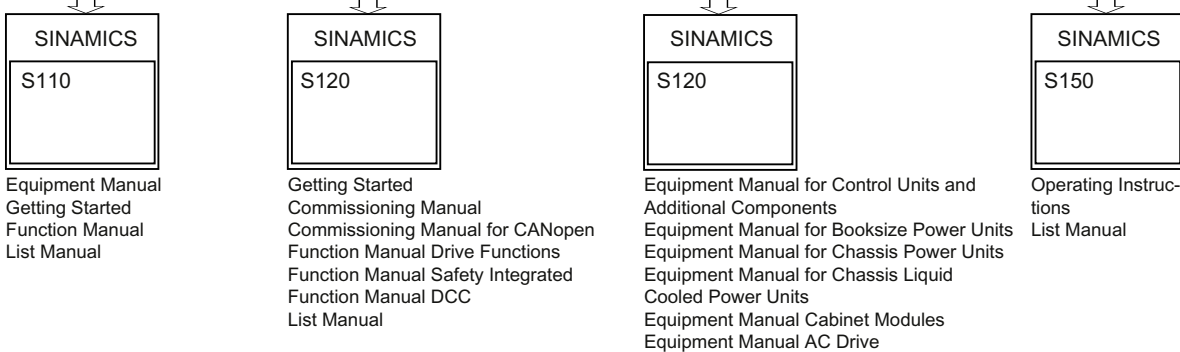 SINAMICS
S110
Equipment Manual
Getting Started
Function Manual
List Manual
SINAMICS
S120
Getting Started
Commissioning Manual
Commissioning Manual for CANopen
Function Manual Drive Functions
Function Manual Safety Integrated
Function Manual DCC
List Manual
SINAMICS
S120
Equipment Manual for Control Units and
Additional Components
Equipment Manual for Booksize Power Units
Equipment Manual for Chassis Power Units
Equipment Manual for Chassis Liquid
Cooled Power Units
Equipment Manual Cabinet Modules
Equipment Manual AC Drive
SINAMICS
S150
Operating Instruc-
tions
List Manual